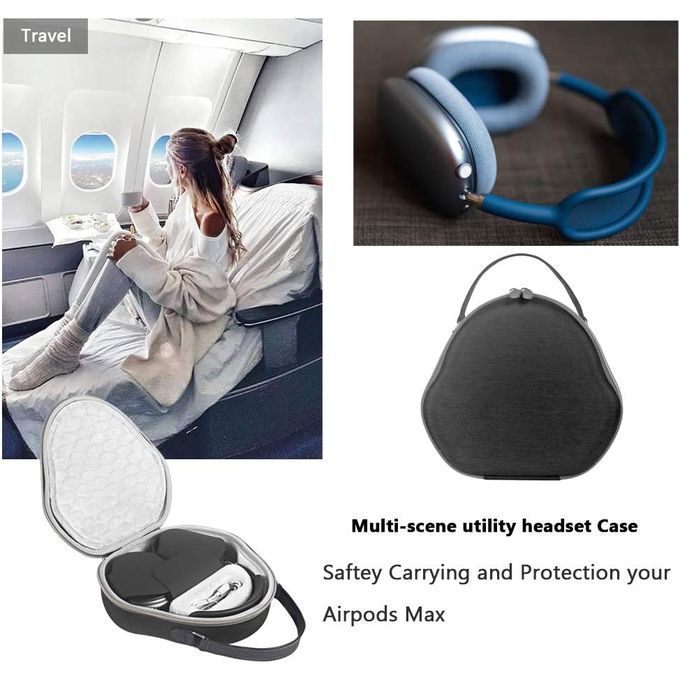 Travel
Multi-scene utility headset Case
Saftey Carrying and Protection your
Airpods Max